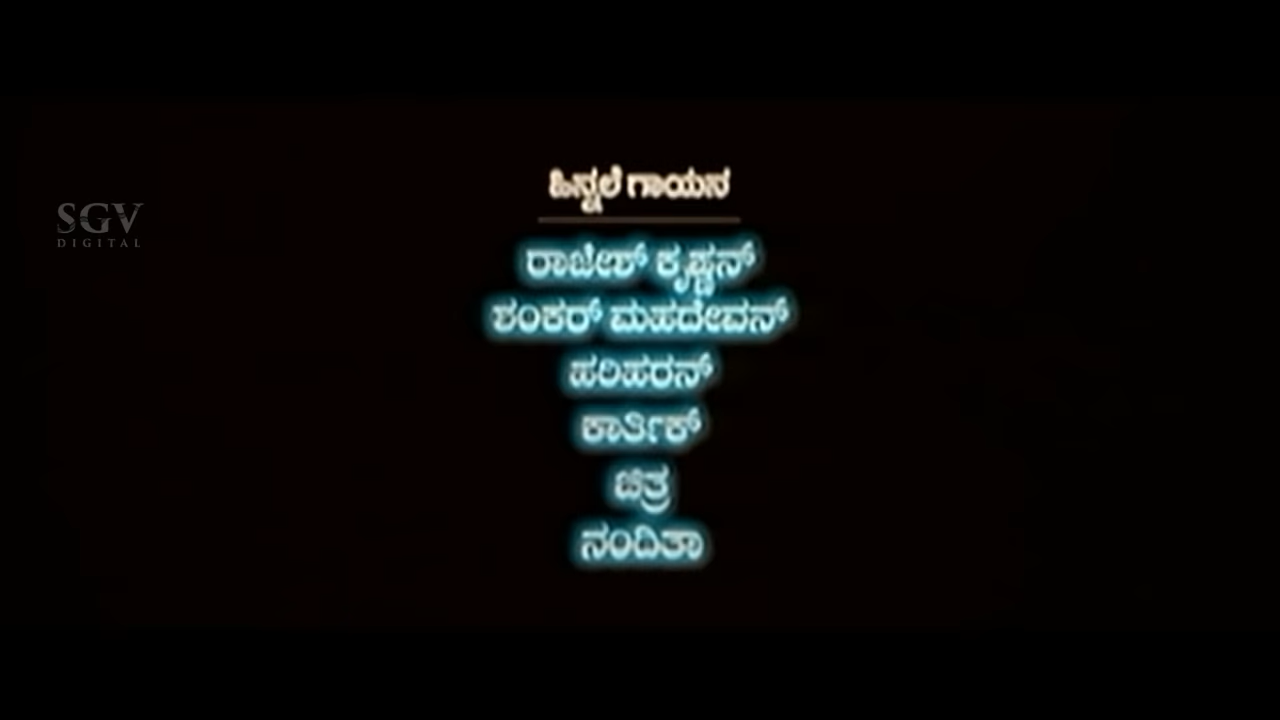 ಹಿನ್ನಲೆ ಗಾಯನ
SGV
DIGITAL
ರಾಜೇಶ್ ಕೃಷ್ಣನ್
ಶಂಕರ್ ಮಹದೇವನ್
ಹರಿಹರನ್
ಕಾರ್ತಿಕ್
ಚಿತ್ರ
ನಂದಿತಾ